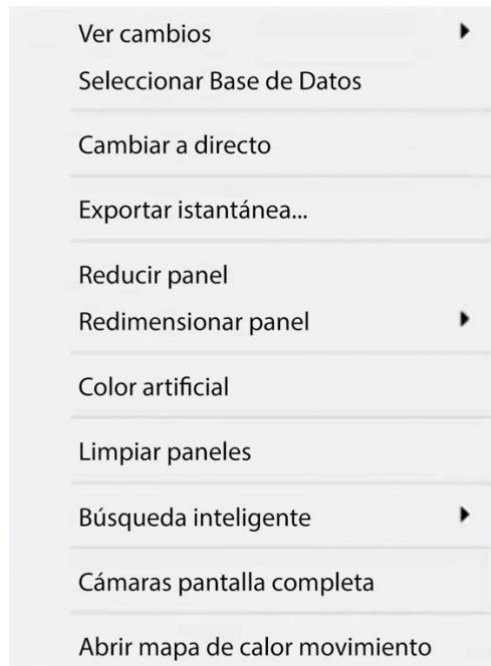 Ver cambios
Seleccionar Base de Datos
Cambiar a directo
Exportar istantánea...
Reducir panel
Redimensionar panel
Color artificial
Limpiar paneles
Búsqueda inteligente
Cámaras pantalla completa
Abrir mapa de calor movimiento